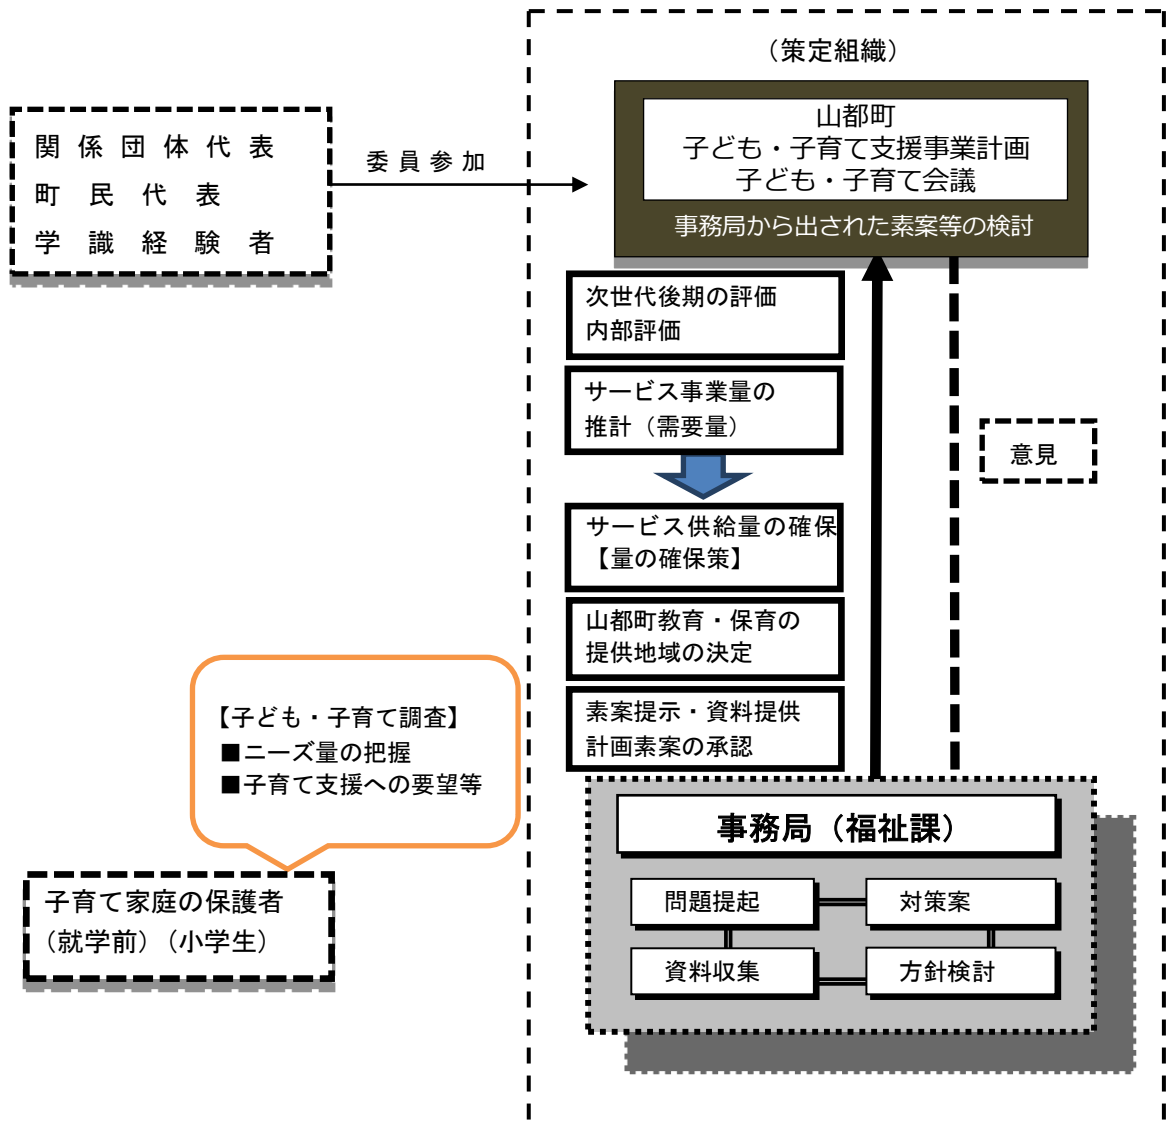 （策定組織）
関係団体代表
町民代表
学識経験者
委員参加
山都町
子ども・子育て支援事業計画
子ども・子育て会議
事務局から出された素案等の検討
次世代後期の評価
内部評価
サービス事業量の
推計（需要量）
意見
サービス供給量の確保
【量の確保策】
山都町教育・保育の
提供地域の決定
素案提示・資料提供
計画素案の承認
【子ども・子育て調査】
■ニーズ量の把握
■子育て支援への要望等
子育て家庭の保護者
（就学前）（小学生）
事務局（福祉課）
問題提起
対策案
資料収集
方針検討